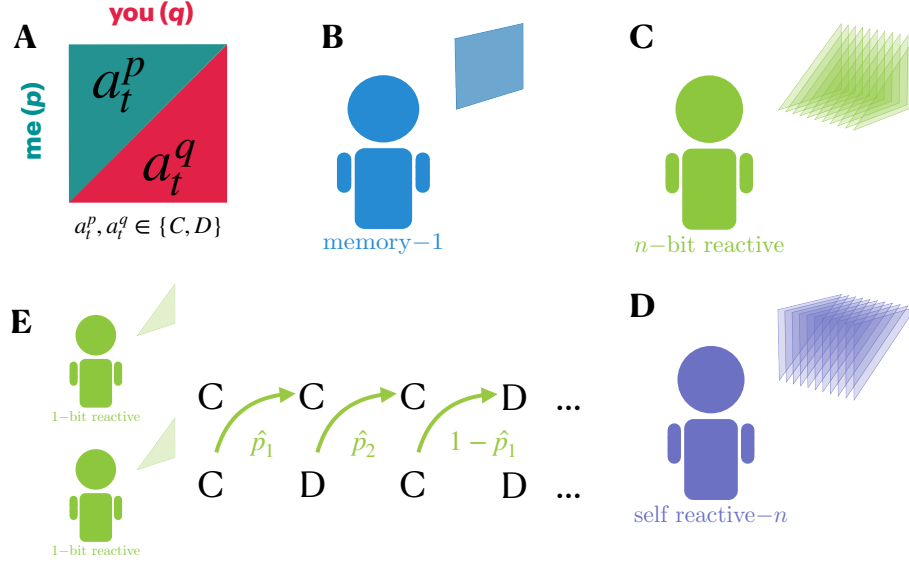 A
you (q)
me (p)
a_t^p
a_t^q
a_t^p, a_t^q ∈ {C, D}
B
memory−1
C
n−bit reactive
D
self reactive−n
E
1−bit reactive
1−bit reactive
C C C D ...
p̂_1 p̂_2 1 − p̂_1
C D C D ...